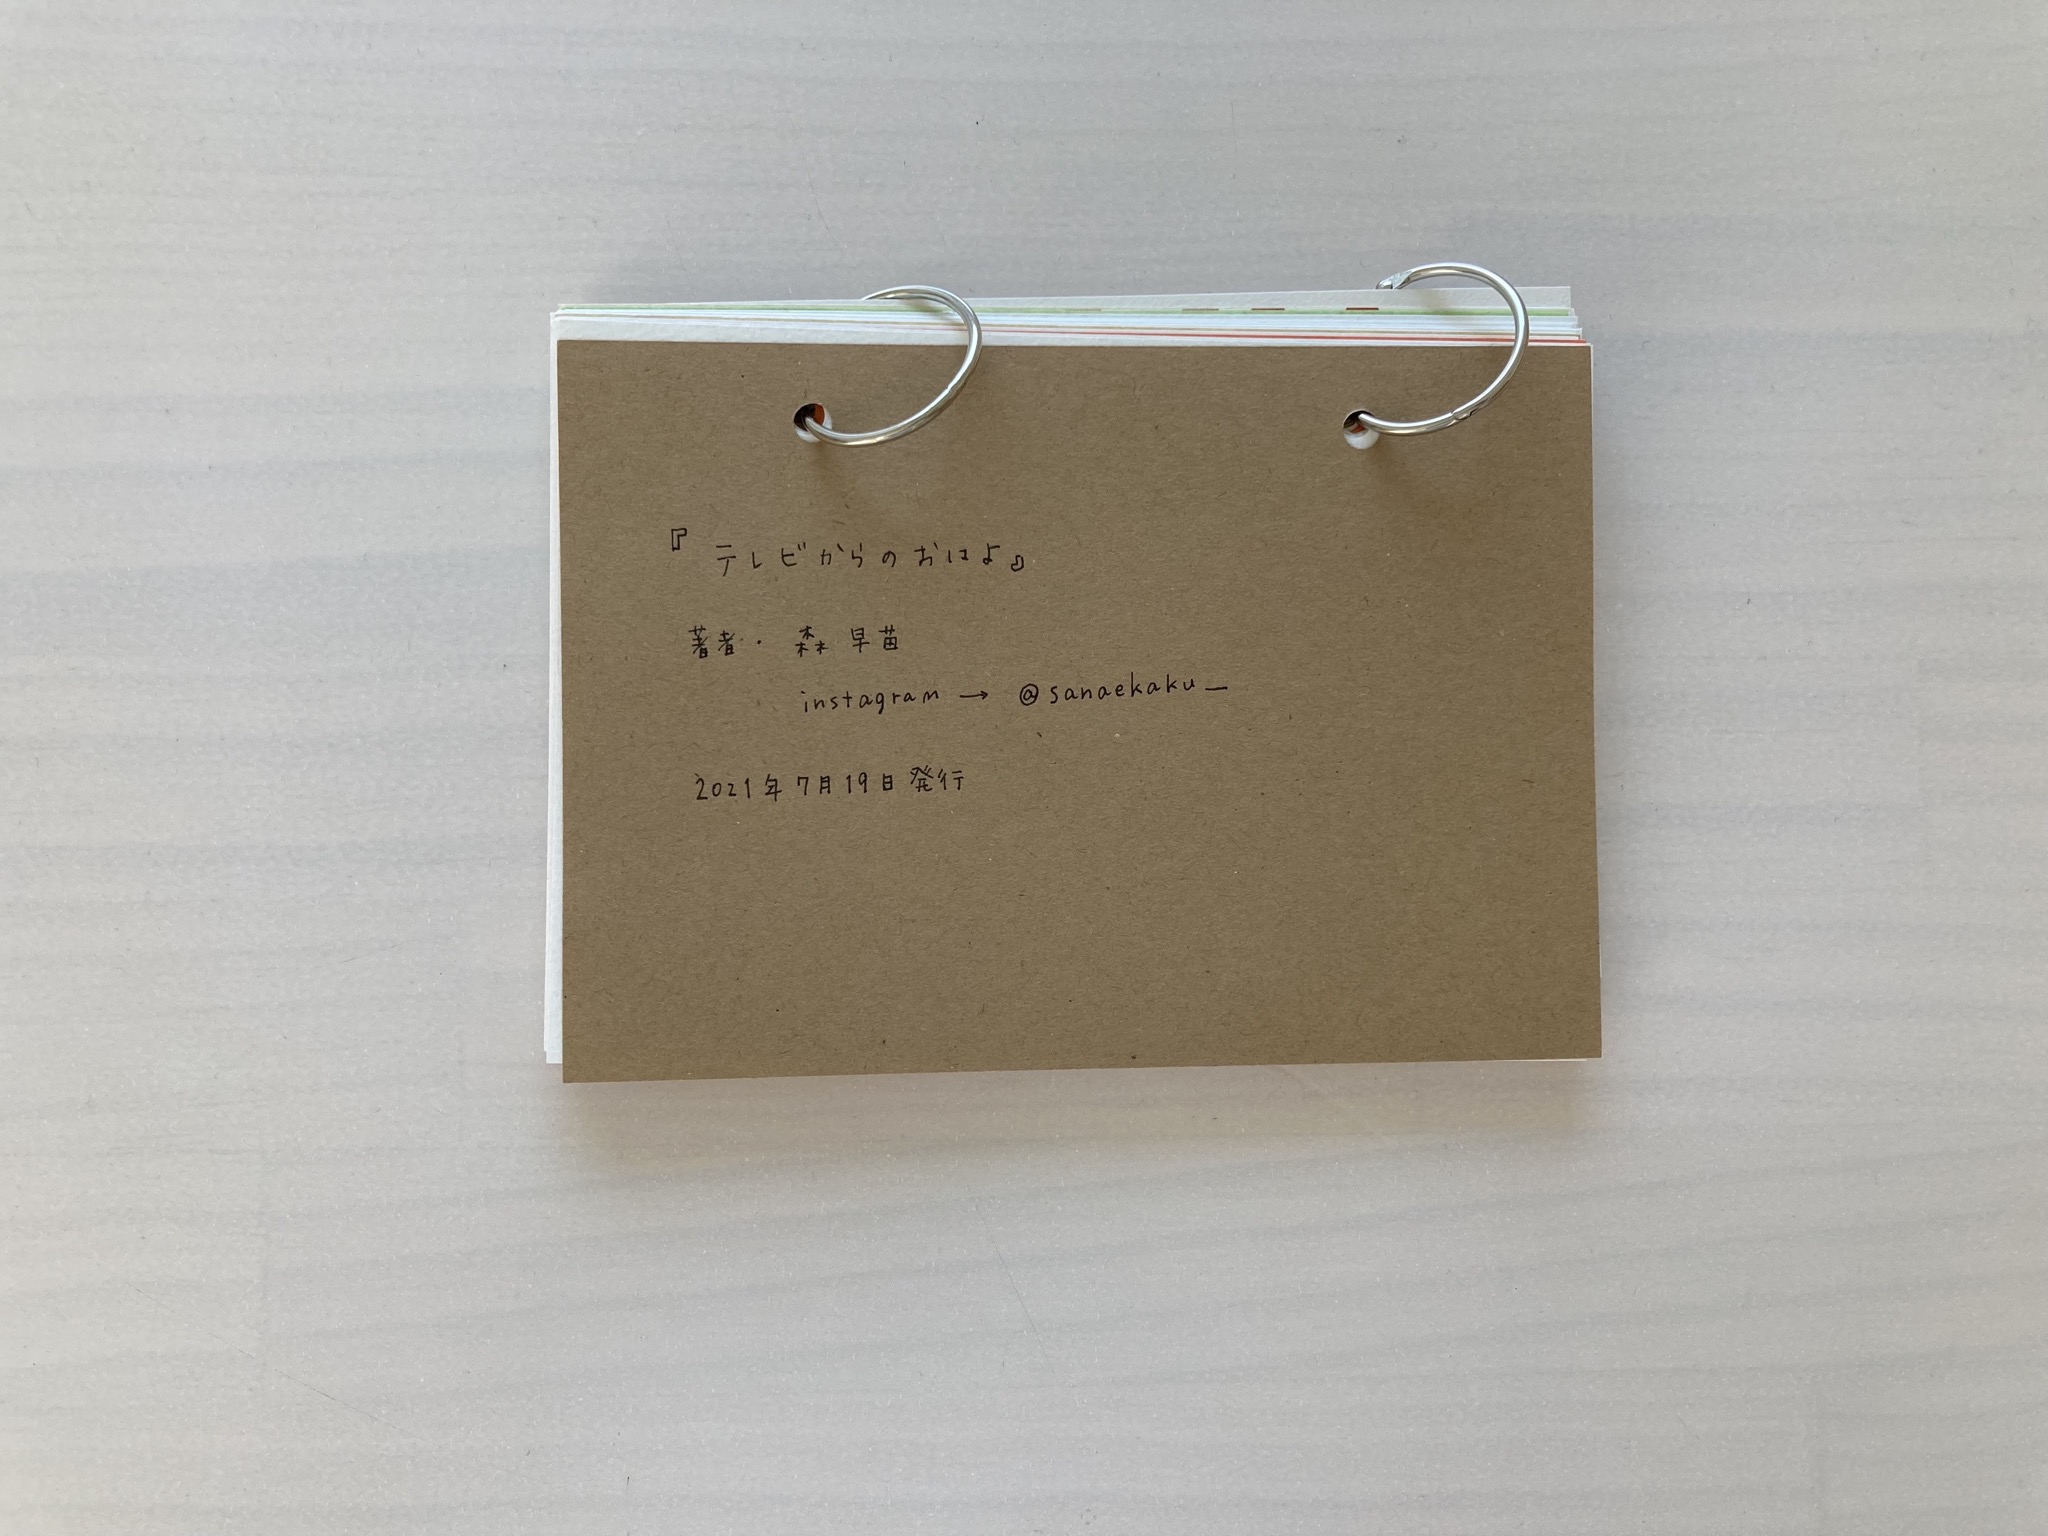 『テレビからのおはよ』
著者・森 早苗
instagram → @sanaekaku_
2021年7月19日発行